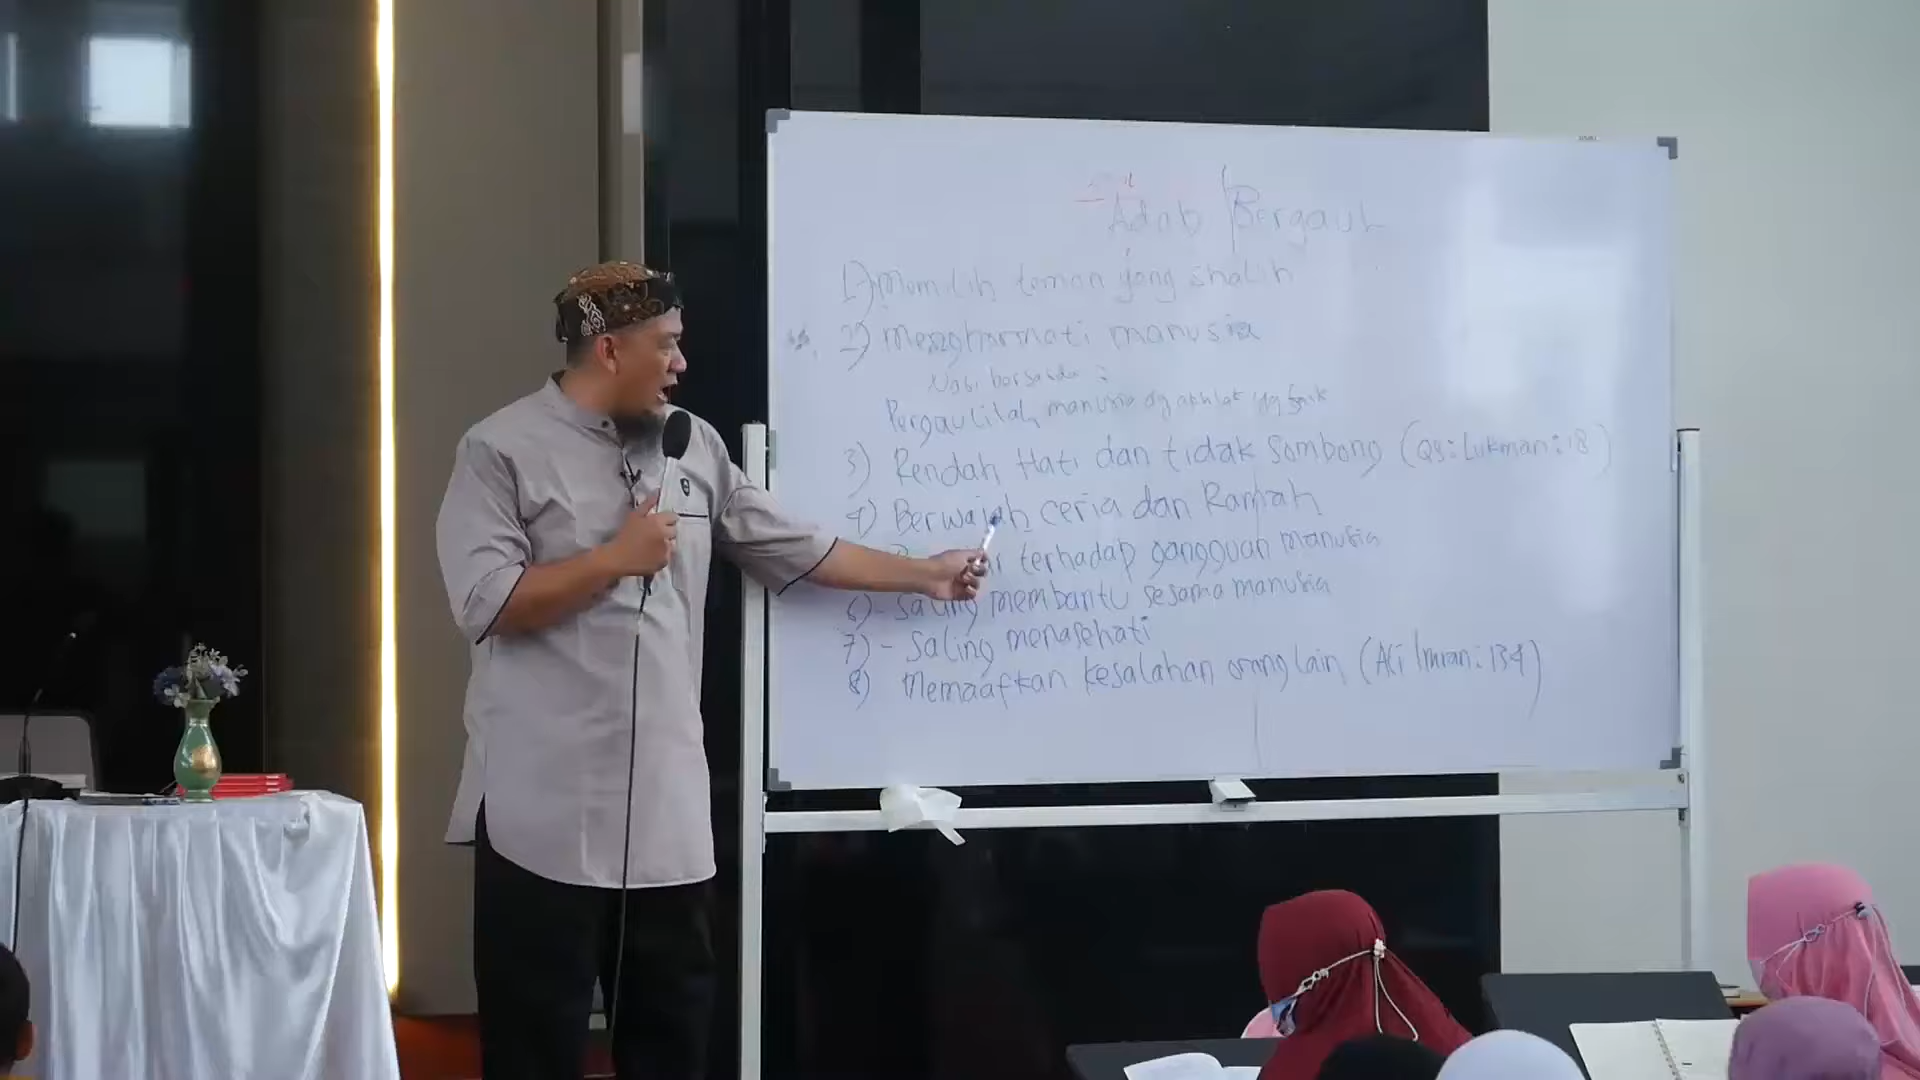 Adab Bergaul
1) Memilih teman yang shalih
2) Menghormati manusia
Nabi bersabda :
Pergaulilah manusia dg akhlak yg baik
3) Rendah Hati dan tidak Sombong (QS: Lukman: 18)
4) Berwajah ceria dan Ramah
terhadap gangguan manusia
6) - Saling membantu sesama manusia
7) - Saling menasehati
8) Memaafkan kesalahan orang lain (Ali Imran: 134)